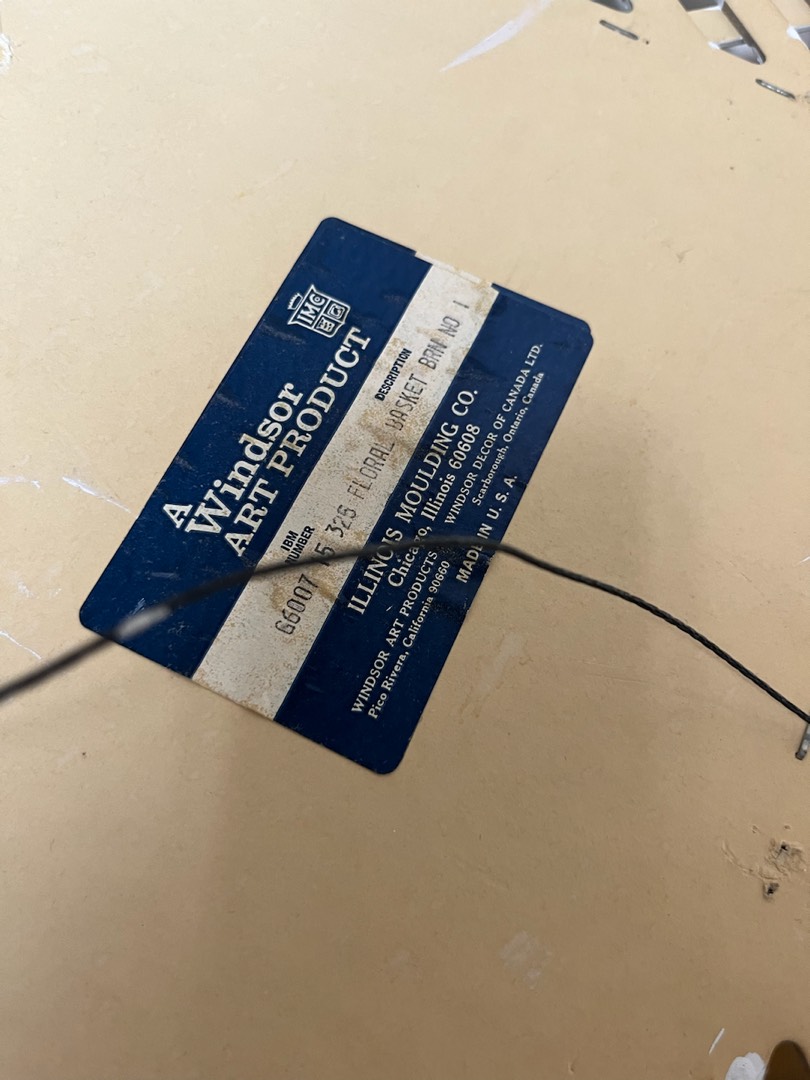 IMC
A
Windsor
ART PRODUCT
IBM NUMBER
DESCRIPTION
66007 325 FLORAL BASKET BRN NO 1
ILLINOIS MOULDING CO.
Chicago, Illinois 60608
WINDSOR ART PRODUCTS
Pico Rivera, California 90660
WINDSOR DECOR OF CANADA LTD.
Scarborough, Ontario, Canada
MADE IN U. S. A.